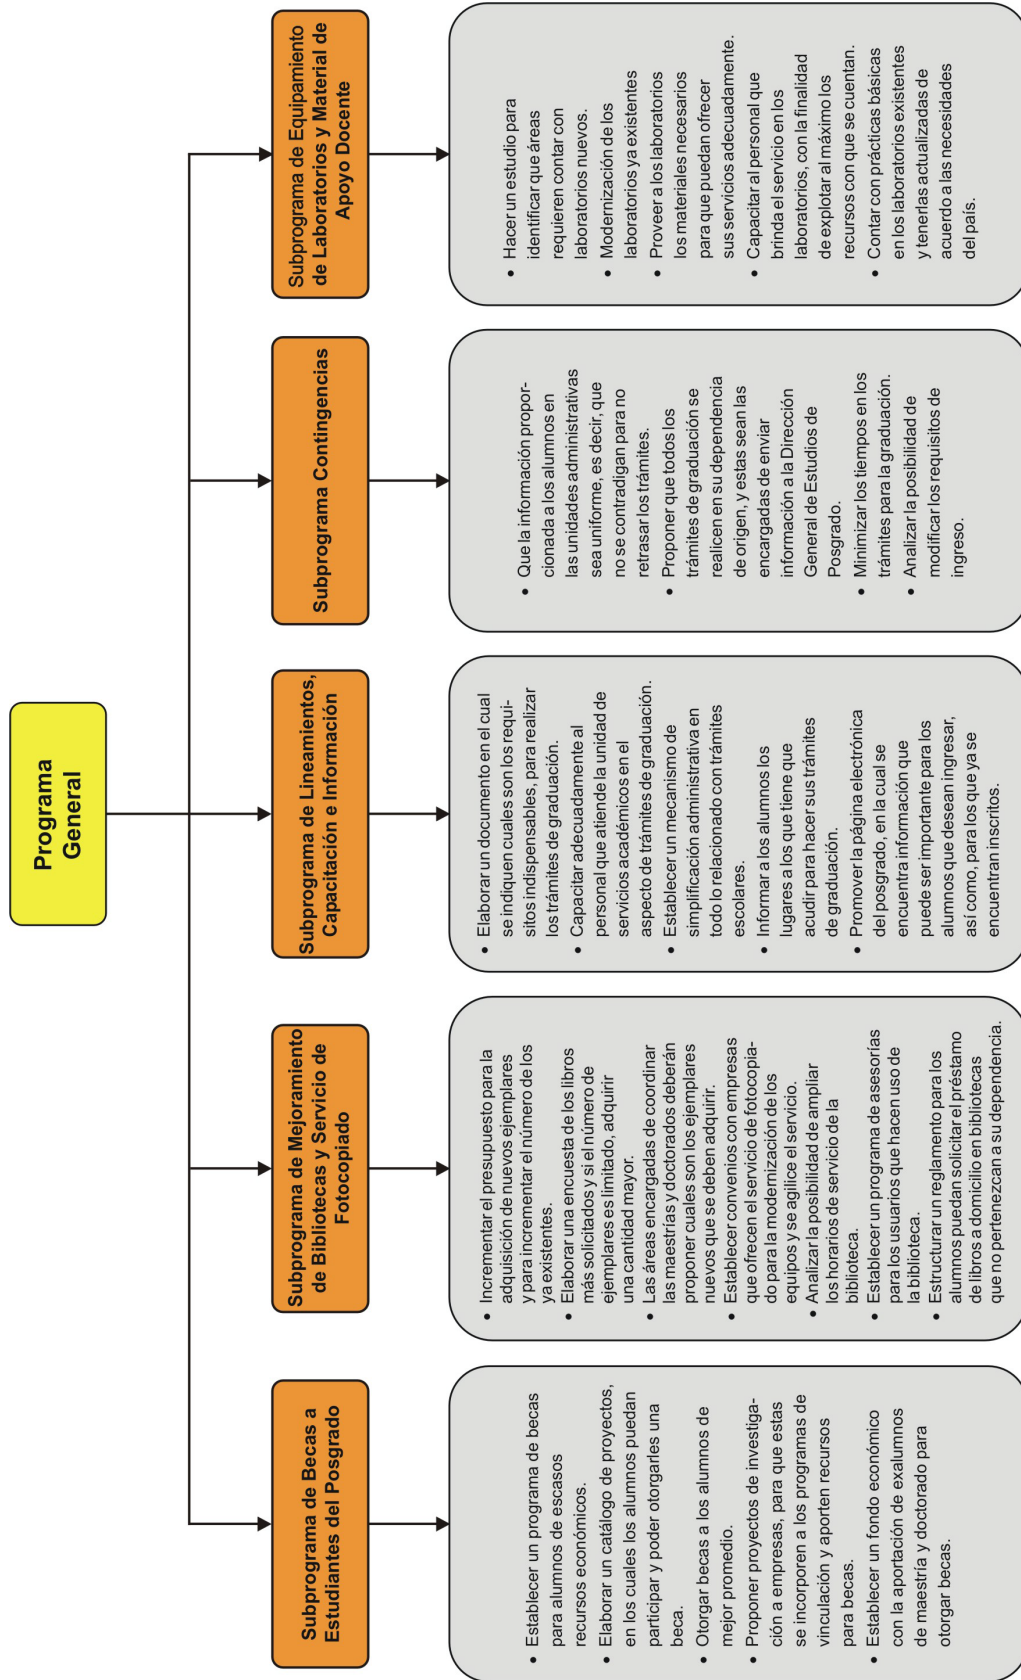 Programa
General
Subprograma de Becas a
Estudiantes del Posgrado
• Establecer un programa de becas
para alumnos de escasos
recursos económicos.
• Elaborar un catálogo de proyectos,
en los cuales los alumnos puedan
participar y poder otorgarles una
beca.
• Otorgar becas a los alumnos de
mejor promedio.
• Proponer proyectos de investiga-
ción a empresas, para que estas
se incorporen a los programas de
vinculación y aporten recursos
para becas.
• Establecer un fondo económico
con la aportación de exalumnos
de maestría y doctorado para
otorgar becas.
Subprograma de Mejoramiento
de Bibliotecas y Servicio de
Fotocopiado
• Incrementar el presupuesto para la
adquisición de nuevos ejemplares
y para incrementar el número de los
ya existentes.
• Elaborar una encuesta de los libros
más solicitados y si el número de
ejemplares es limitado, adquirir
una cantidad mayor.
• Las áreas encargadas de coordinar
las maestrías y doctorados deberán
proponer cuales son los ejemplares
nuevos que se deben adquirir.
• Establecer convenios con empresas
que ofrecen el servicio de fotocopia-
do para la modernización de los
equipos y se agilice el servicio.
• Analizar la posibilidad de ampliar
los horarios de servicio de la
biblioteca.
• Establecer un programa de asesorías
para los usuarios que hacen uso de
la biblioteca.
• Estructurar un reglamento para los
alumnos puedan solicitar el préstamo
de libros a domicilio en bibliotecas
que no pertenezcan a su dependencia.
Subprograma de Lineamientos,
Capacitación e Información
• Elaborar un documento en el cual
se indiquen cuales son los requi-
sitos indispensables, para realizar
los trámites de graduación.
• Capacitar adecuadamente al
personal que atiende la unidad de
servicios académicos en el
aspecto de trámites de graduación.
• Establecer un mecanismo de
simplificación administrativa en
todo lo relacionado con trámites
escolares.
• Informar a los alumnos los
lugares a los que tiene que
acudir para hacer sus trámites
de graduación.
• Promover la página electrónica
del posgrado, en la cual se
encuentra información que
puede ser importante para los
alumnos que desean ingresar,
así como, para los que ya se
encuentran inscritos.
Subprograma Contingencias
• Que la información propor-
cionada a los alumnos en
las unidades administrativas
sea uniforme, es decir, que
no se contradigan para no
retrasar los trámites.
• Proponer que todos los
trámites de graduación se
realicen en su dependencia
de origen, y estas sean las
encargadas de enviar
información a la Dirección
General de Estudios de
Posgrado.
• Minimizar los tiempos en los
trámites para la graduación.
• Analizar la posibilidad de
modificar los requisitos de
ingreso.
Subprograma de Equipamiento
de Laboratorios y Material de
Apoyo Docente
• Hacer un estudio para
identificar que áreas
requieren contar con
laboratorios nuevos.
• Modernización de los
laboratorios ya existentes
• Proveer a los laboratorios
los materiales necesarios
para que puedan ofrecer
sus servicios adecuadamente.
• Capacitar al personal que
brinda el servicio en los
laboratorios, con la finalidad
de explotar al máximo los
recursos con que se cuentan.
• Contar con prácticas básicas
en los laboratorios existentes
y tenerlas actualizadas de
acuerdo a las necesidades
del país.